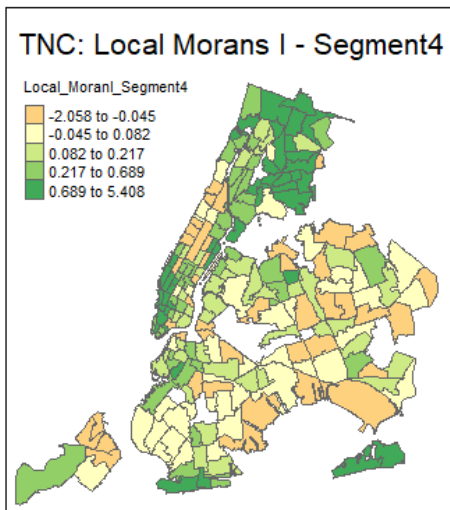 TNC: Local Morans I - Segment4
Local_MoranI_Segment4
-2.058 to -0.045
-0.045 to 0.082
0.082 to 0.217
0.217 to 0.689
0.689 to 5.408